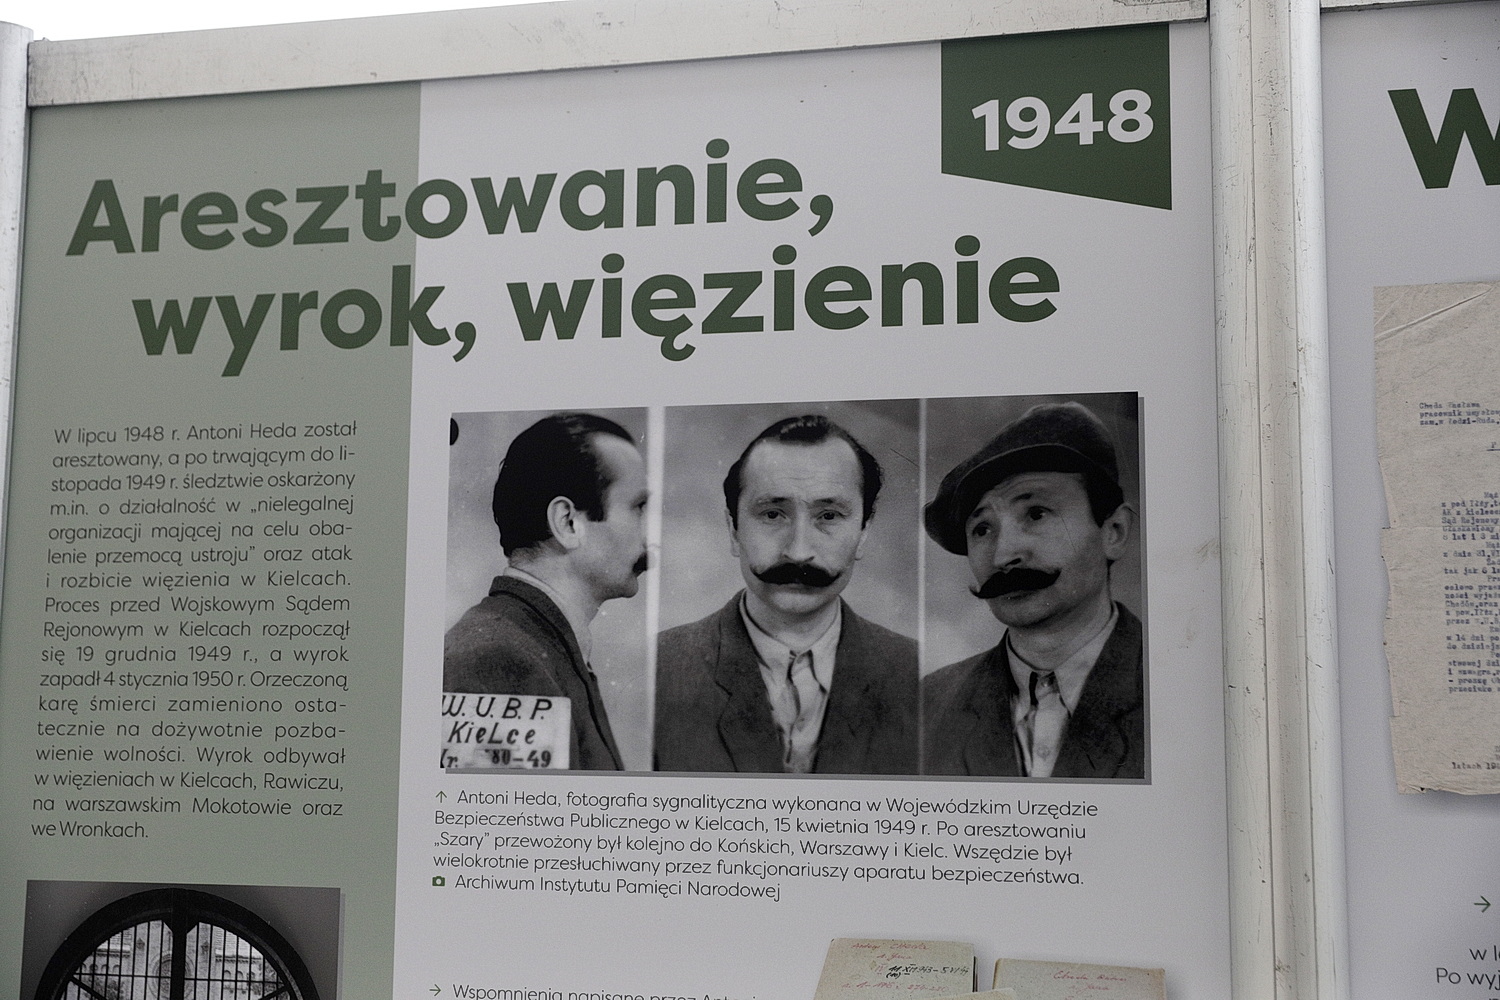 1948
Aresztowanie,
wyrok, więzienie
W lipcu 1948 r. Antoni Heda został
aresztowany, a po trwającym do li-
stopada 1949 r. śledztwie oskarżony
m.in. o działalność w „nielegalnej
organizacji mającej na celu oba-
lenie przemocą ustroju” oraz atak
i rozbicie więzienia w Kielcach.
Proces przed Wojskowym Sądem
Rejonowym w Kielcach rozpoczął
się 19 grudnia 1949 r., a wyrok
zapadł 4 stycznia 1950 r. Orzeczoną
karę śmierci zamieniono osta-
tecznie na dożywotnie pozba-
wienie wolności. Wyrok odbywał
w więzieniach w Kielcach, Rawiczu,
na warszawskim Mokotowie oraz
we Wronkach.
W.U.B.P.
Kielce
80-49
↑ Antoni Heda, fotografia sygnalityczna wykonana w Wojewódzkim Urzędzie
Bezpieczeństwa Publicznego w Kielcach, 15 kwietnia 1949 r. Po aresztowaniu
„Szary” przewożony był kolejno do Końskich, Warszawy i Kielc. Wszędzie był
wielokrotnie przesłuchiwany przez funkcjonariuszy aparatu bezpieczeństwa.
Archiwum Instytutu Pamięci Narodowej
→ Wspomnienia napisane przez
W
→
Po